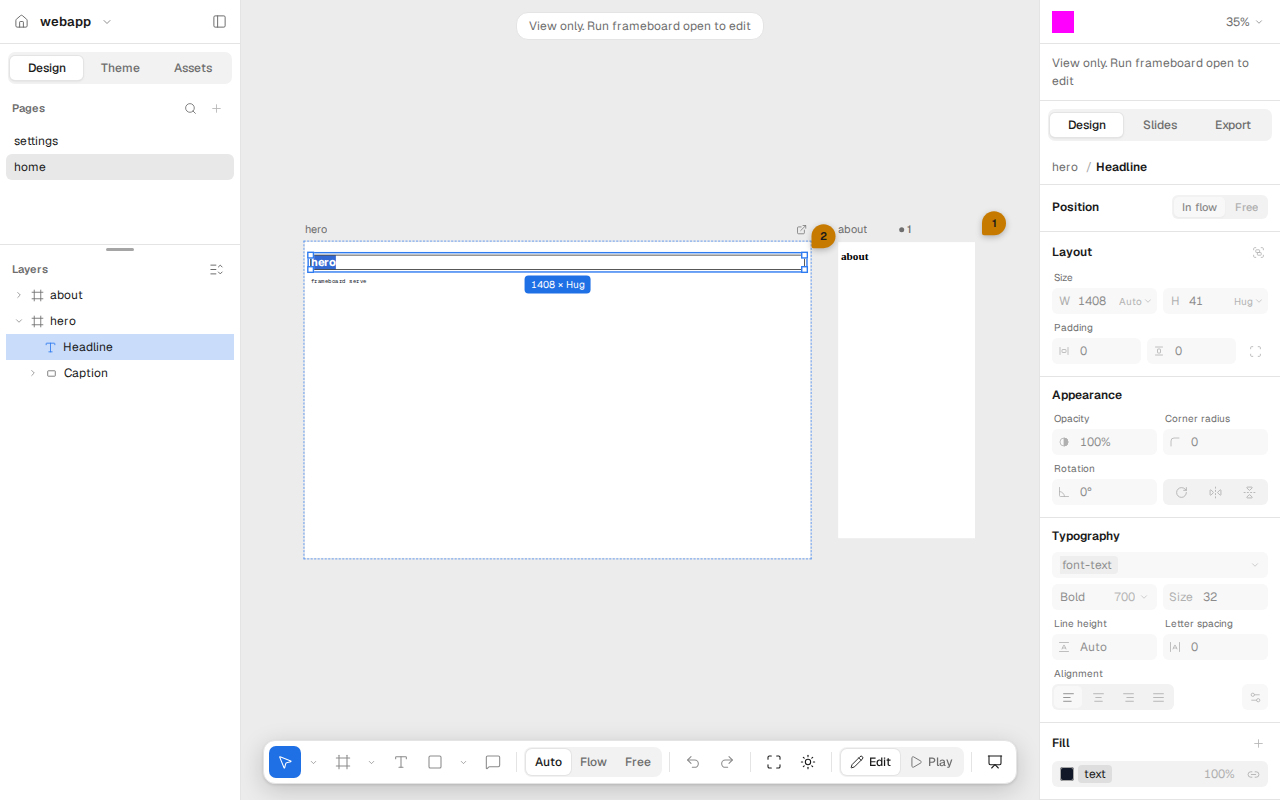 webapp
Design
Theme
Assets
Pages
settings
home
Layers
about
hero
Headline
Caption
View only. Run frameboard open to edit
hero
2
about
1
1
hero
about
frameboard serve
1408 × Hug
Auto
Flow
Free
Edit
Play
35%
View only. Run frameboard open to
edit
Design
Slides
Export
hero / Headline
Position
In flow
Free
Layout
Size
W 1408 Auto
H 41 Hug
Padding
0
0
Appearance
Opacity
Corner radius
100%
0
Rotation
0°
Typography
font-text
Bold 700
Size 32
Line height
Letter spacing
Auto
0
Alignment
Fill
text 100%